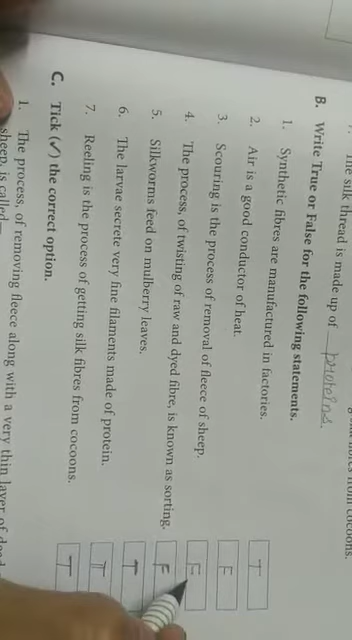 cocoons.
The silk thread is made up of proteins.
B. Write True or False for the following statements.
1. Synthetic fibres are manufactured in factories. T
2. Air is a good conductor of heat. F
3. Scouring is the process of removal of fleece of sheep. F
4. The process, of twisting of raw and dyed fibre, is known as sorting. F
5. Silkworms feed on mulberry leaves. T
6. The larvae secrete very fine filaments made of protein. T
7. Reeling is the process of getting silk fibres from cocoons. T
C. Tick (✓) the correct option.
1. The process, of removing fleece along with a very thin layer of dead
sheep, is called